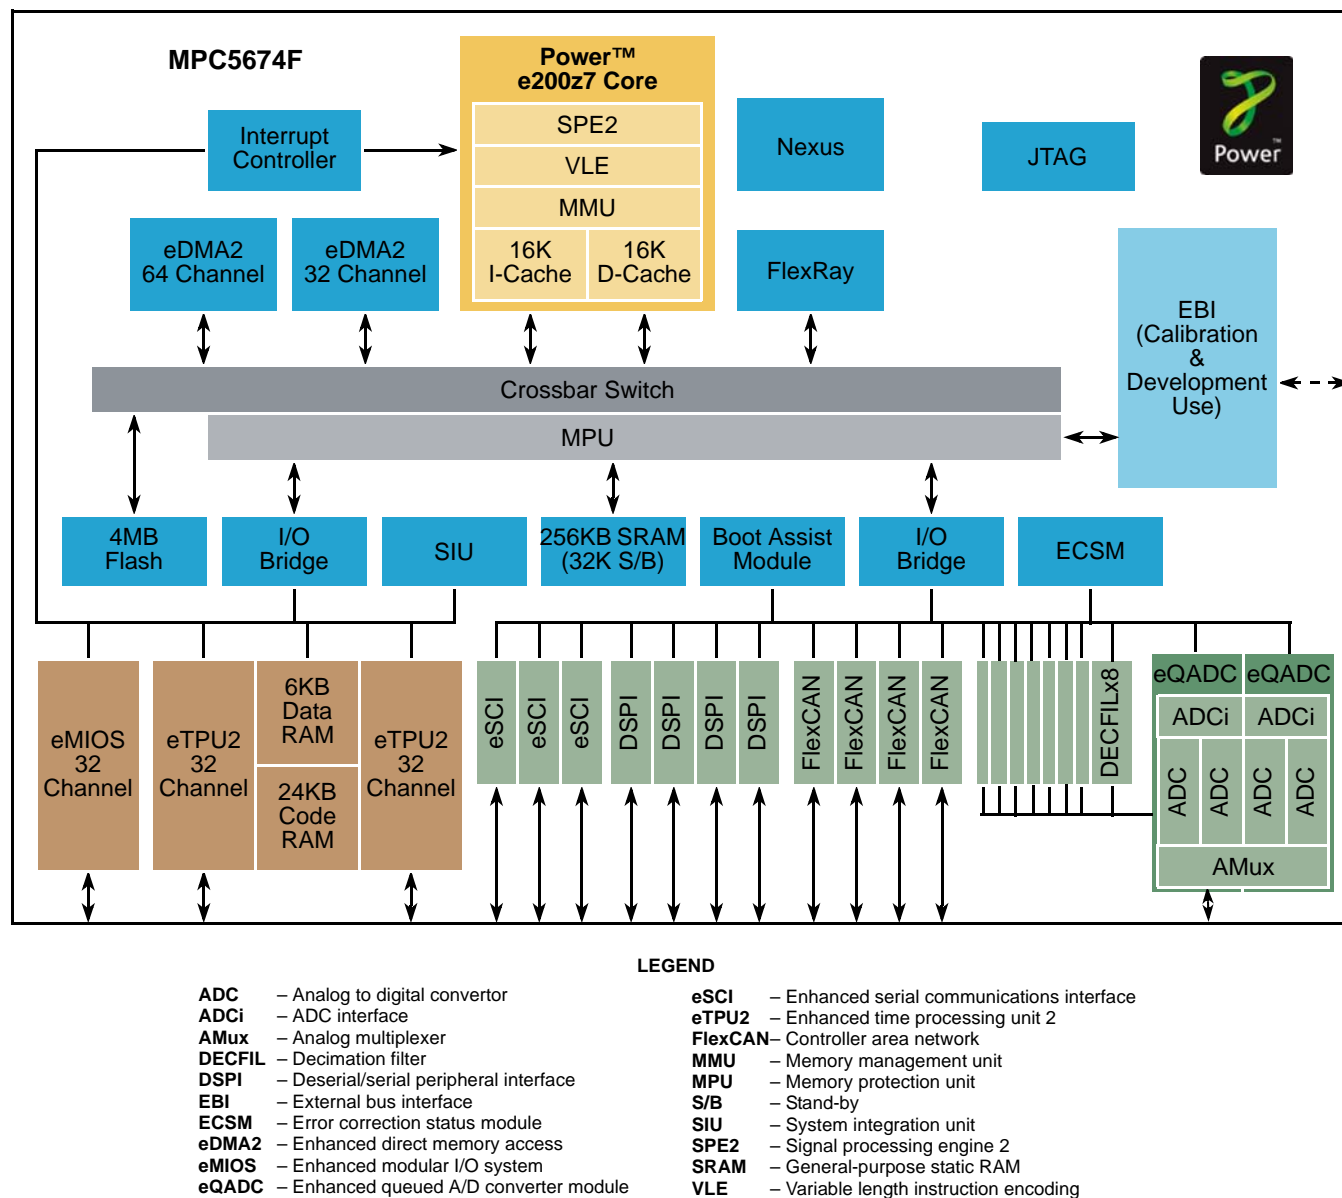 MPC5674F
Power™
e200z7 Core
SPE2
VLE
MMU
16K
I-Cache
16K
D-Cache
Interrupt
Controller
Nexus
JTAG
Power™
eDMA2
64 Channel
eDMA2
32 Channel
FlexRay
EBI
(Calibration
&
Development
Use)
Crossbar Switch
MPU
4MB
Flash
I/O
Bridge
SIU
256KB SRAM
(32K S/B)
Boot Assist
Module
I/O
Bridge
ECSM
eMIOS
32
Channel
eTPU2
32
Channel
6KB
Data
RAM
24KB
Code
RAM
eTPU2
32
Channel
eSCI
eSCI
eSCI
DSPI
DSPI
DSPI
DSPI
FlexCAN
FlexCAN
FlexCAN
FlexCAN
DECFILx8
eQADC
eQADC
ADCi
ADCi
ADC
ADC
ADC
ADC
AMux
LEGEND
ADC – Analog to digital convertor
ADCi – ADC interface
AMux – Analog multiplexer
DECFIL – Decimation filter
DSPI – Deserial/serial peripheral interface
EBI – External bus interface
ECSM – Error correction status module
eDMA2 – Enhanced direct memory access
eMIOS – Enhanced modular I/O system
eQADC – Enhanced queued A/D converter module
eSCI – Enhanced serial communications interface
eTPU2 – Enhanced time processing unit 2
FlexCAN – Controller area network
MMU – Memory management unit
MPU – Memory protection unit
S/B – Stand-by
SIU – System integration unit
SPE2 – Signal processing engine 2
SRAM – General-purpose static RAM
VLE – Variable length instruction encoding